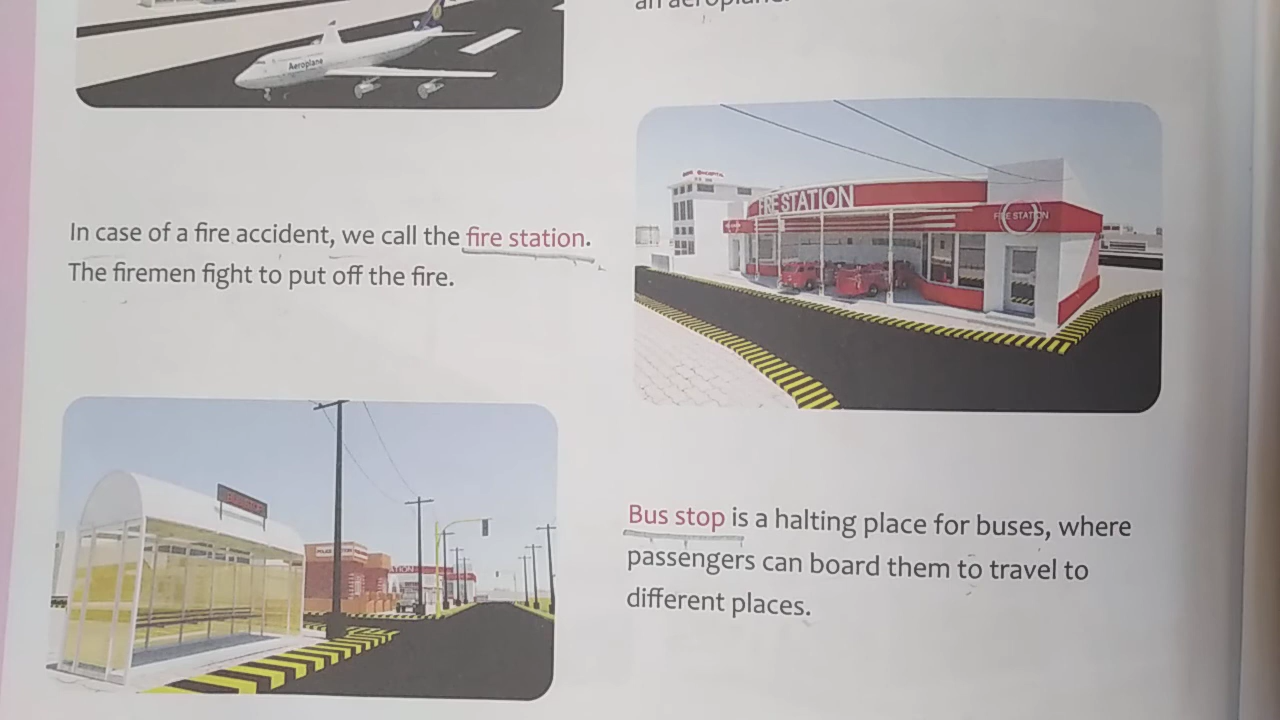 an aeroplane.
Aeroplane
In case of a fire accident, we call the fire station.
The firemen fight to put off the fire.
FIRE STATION
FIRE STATION
Bus stop is a halting place for buses, where
passengers can board them to travel to
different places.